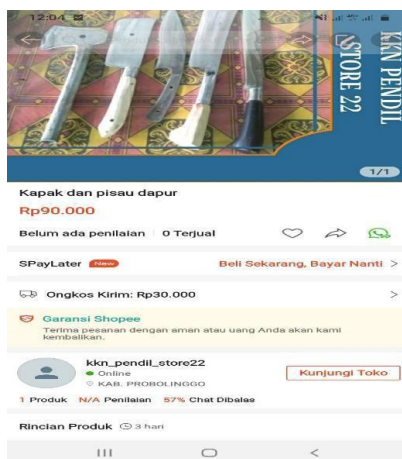 12:04
KKN PENDIL
STORE 22
1/1
Kapak dan pisau dapur
Rp90.000
Belum ada penilaian 0 Terjual
SPayLater New Beli Sekarang, Bayar Nanti >
Ongkos Kirim: Rp30.000 >
Garansi Shopee
Terima pesanan dengan aman atau uang Anda akan kami
kembalikan.
kkn_pendil_store22
Online
KAB. PROBOLINGGO
Kunjungi Toko
1 Produk N/A Penilaian 57% Chat Dibalas
Rincian Produk 3 hari